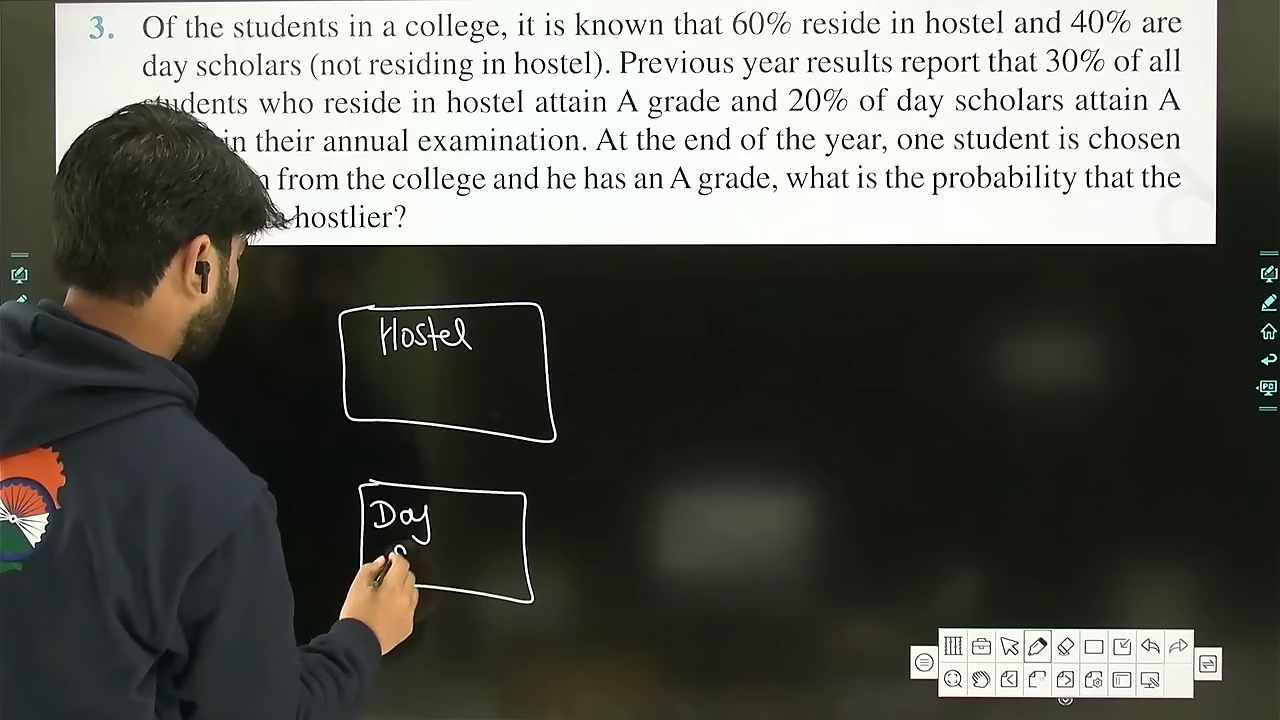 3. Of the students in a college, it is known that 60% reside in hostel and 40% are
day scholars (not residing in hostel). Previous year results report that 30% of all
students who reside in hostel attain A grade and 20% of day scholars attain A
in their annual examination. At the end of the year, one student is chosen
from the college and he has an A grade, what is the probability that the
hostlier?
Hostel
Day